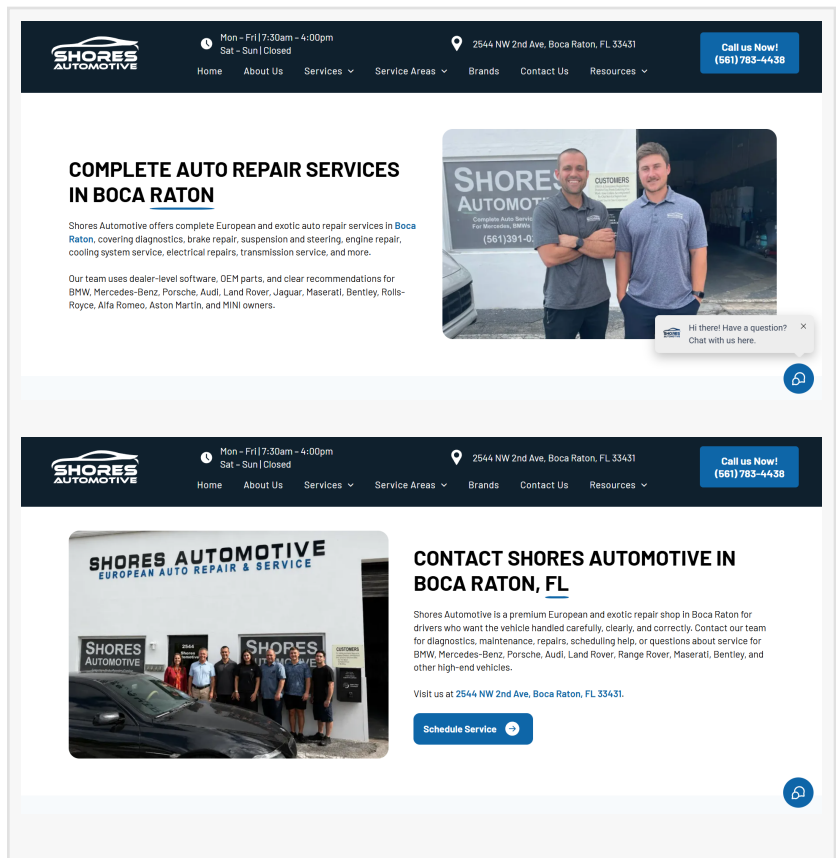 SHORES
AUTOMOTIVE
Mon – Fri | 7:30am – 4:00pm
Sat – Sun | Closed
2544 NW 2nd Ave, Boca Raton, FL 33431
Call us Now!
(561) 783-4438
Home About Us Services Service Areas Brands Contact Us Resources
COMPLETE AUTO REPAIR SERVICES
IN BOCA RATON
Shores Automotive offers complete European and exotic auto repair services in Boca
Raton, covering diagnostics, brake repair, suspension and steering, engine repair,
cooling system service, electrical repairs, transmission service, and more.
Our team uses dealer-level software, OEM parts, and clear recommendations for
BMW, Mercedes-Benz, Porsche, Audi, Land Rover, Jaguar, Maserati, Bentley, Rolls-
Royce, Alfa Romeo, Aston Martin, and MINI owners.
SHORES
AUTOMOT
Complete Auto Servic
For Mercedes, BMWs
(561)391-0
CUSTOMERS
Hi there! Have a question?
Chat with us here.
SHORES
AUTOMOTIVE
Mon – Fri | 7:30am – 4:00pm
Sat – Sun | Closed
2544 NW 2nd Ave, Boca Raton, FL 33431
Call us Now!
(561) 783-4438
Home About Us Services Service Areas Brands Contact Us Resources
SHORES AUTOMOTIVE
EUROPEAN AUTO REPAIR & SERVICE
SHORES
AUTOMOTIVE
2544
Shores
SHORES
CUSTOMERS
CONTACT SHORES AUTOMOTIVE IN
BOCA RATON, FL
Shores Automotive is a premium European and exotic repair shop in Boca Raton for
drivers who want the vehicle handled carefully, clearly, and correctly. Contact our team
for diagnostics, maintenance, repairs, scheduling help, or questions about service for
BMW, Mercedes-Benz, Porsche, Audi, Land Rover, Range Rover, Maserati, Bentley, and
other high-end vehicles.
Visit us at 2544 NW 2nd Ave, Boca Raton, FL 33431.
Schedule Service